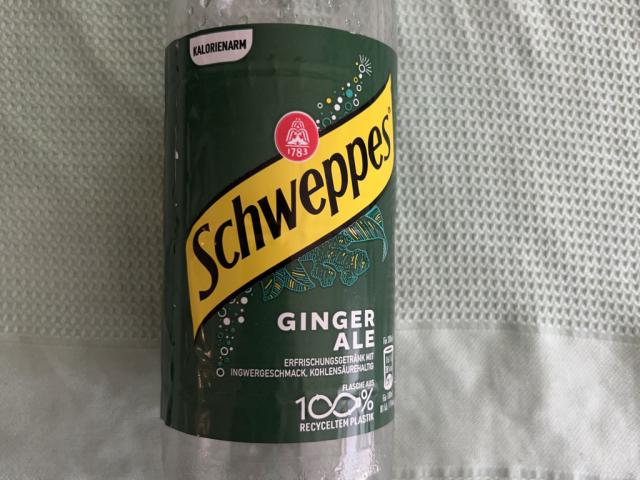 KALORIENARM
1783
Schweppes
GINGER
ALE
ERFRISCHUNGSGETRÄNK MIT
INGWERGESCHMACK, KOHLENSÄUREHALTIG
FLASCHE AUS
100%
RECYCELTEM PLASTIK